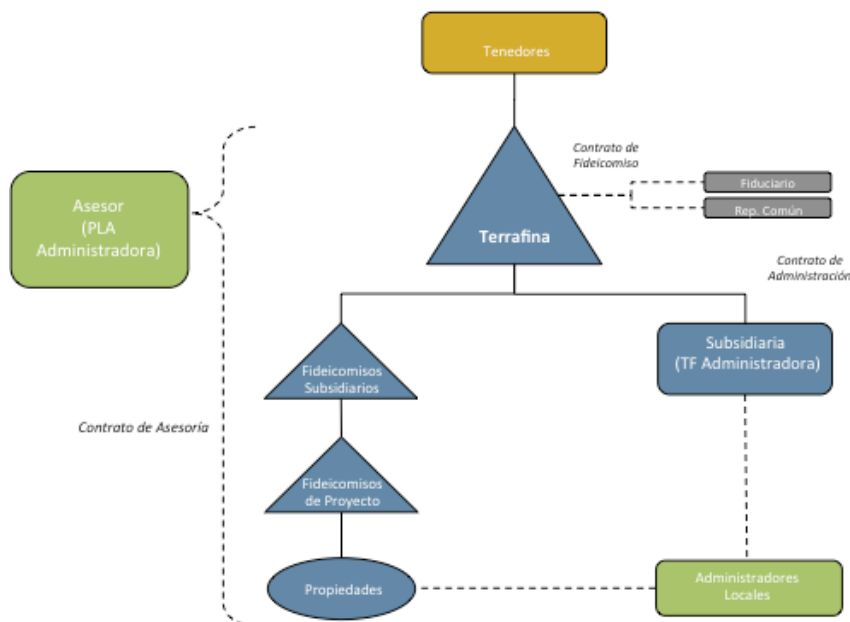 Tenedores
Contrato de
Fideicomiso
Fiduciario
Rep. Común
Asesor
(PLA
Administradora)
Terrafina
Contrato de
Administración
Subsidiaria
(TF Administradora)
Fideicomisos
Subsidiarios
Contrato de Asesoría
Fideicomisos
de Proyecto
Propiedades
Administradores
Locales